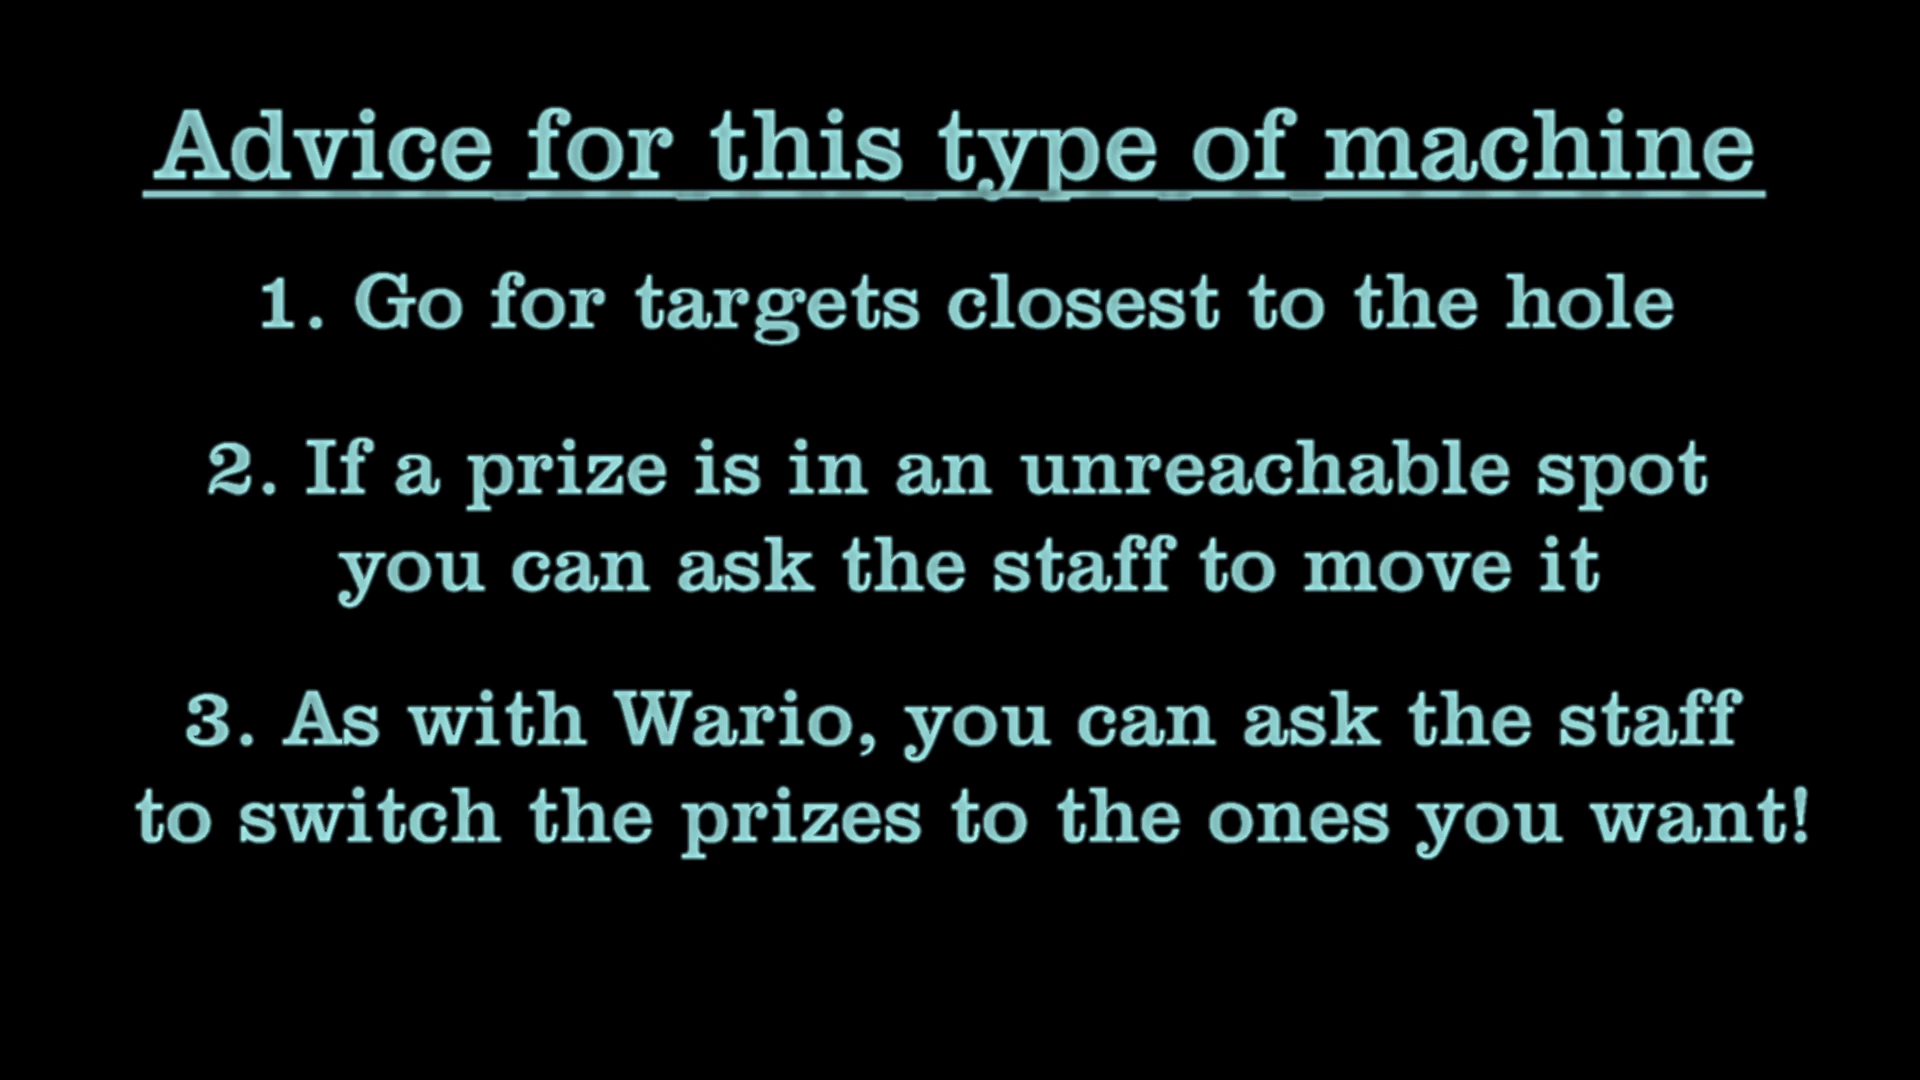 Advice for this type of machine
1. Go for targets closest to the hole
2. If a prize is in an unreachable spot
you can ask the staff to move it
3. As with Wario, you can ask the staff
to switch the prizes to the ones you want!